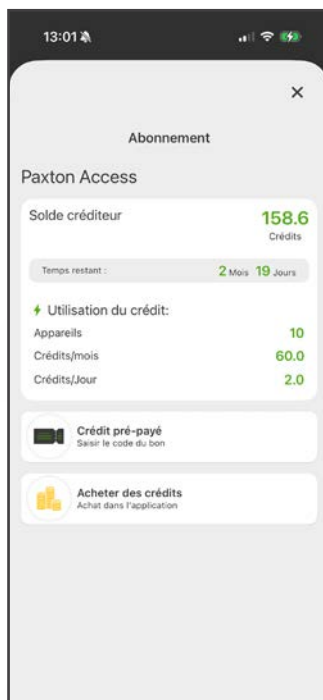 13:01
Abonnement
Paxton Access
Solde créditeur
158.6
Crédits
Temps restant :
2 Mois 19 Jours
Utilisation du crédit:
Appareils 10
Crédits/mois 60.0
Crédits/Jour 2.0
Crédit pré-payé
Saisir le code du bon
Acheter des crédits
Achat dans l'application